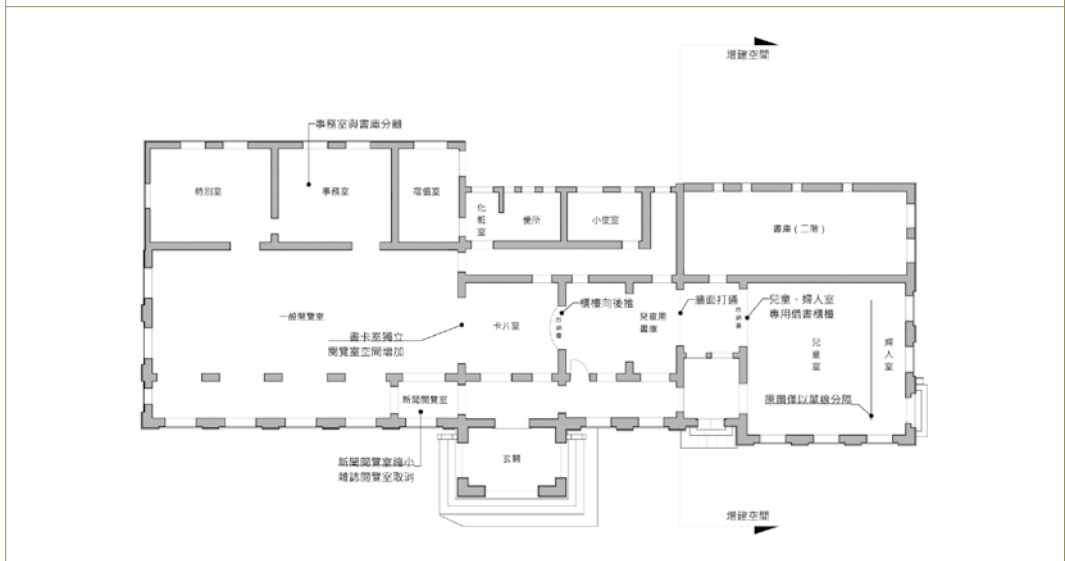 增建空間
事務室與書庫分離
特別室
事務室
宿值室
化粧室
便所
小使室
書庫(二階)
櫃檯向後推
兒童用
書庫
牆面打通
兒童、婦人室
專用借書櫃檯
一般閱覽室
書卡室獨立
閱覽室空間增加
卡片室
兒童室
婦人室
新聞閱覽室
原圖僅以單線分隔
新聞閱覽室縮小
雜誌閱覽室取消
玄關
增建空間